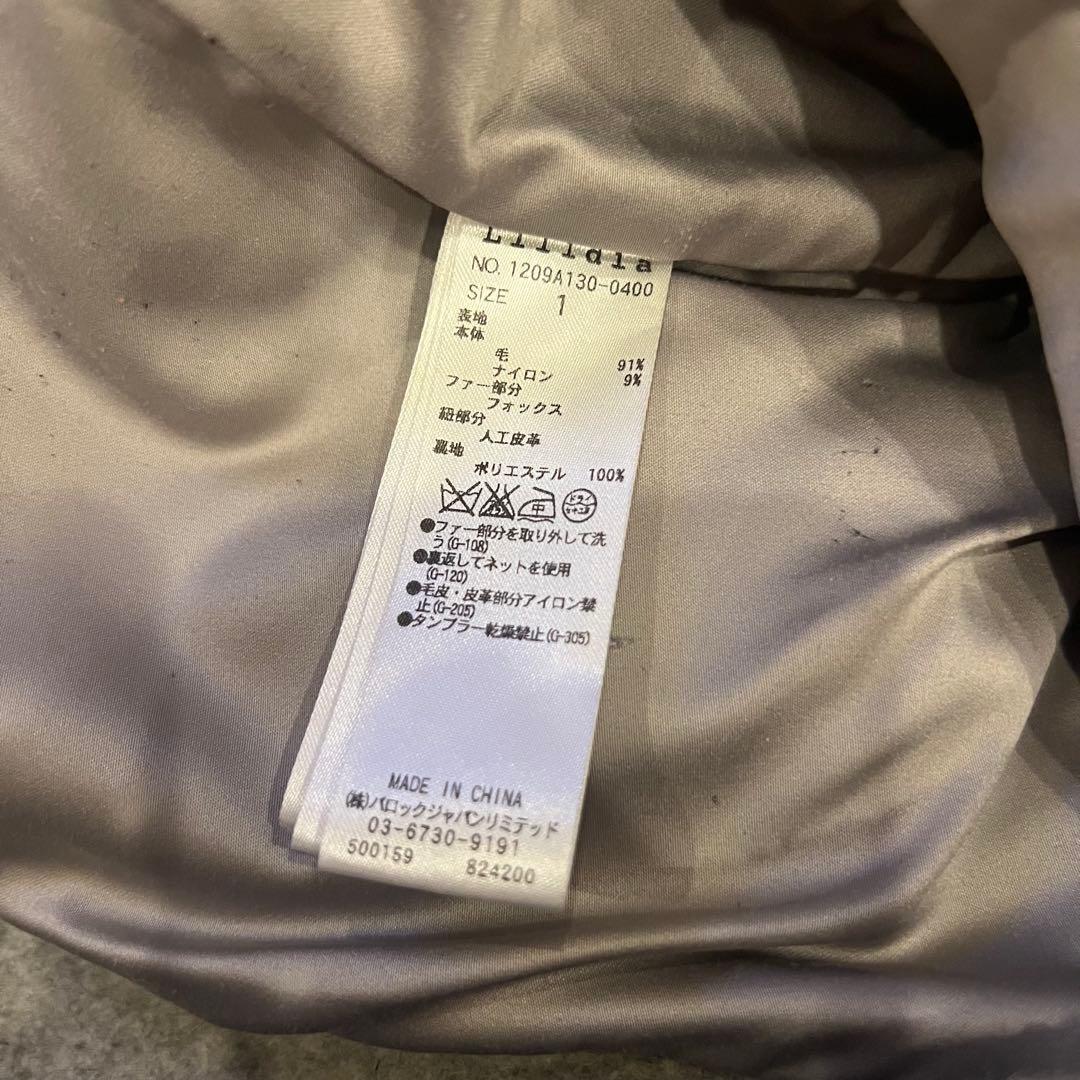 Lilidia
NO. 1209A130-0400
SIZE 1
表地
本体
毛 91%
ナイロン 9%
ファー部分
フォックス
紐部分
人工皮革
裏地
ポリエステル 100%
中 ドライ
●ファー部分を取り外して洗
う(G-108)
●裏返してネットを使用
(G-120)
●毛皮・皮革部分アイロン禁
止(G-205)
●タンブラー乾燥禁止(G-305)
MADE IN CHINA
(株)バロックジャパンリミテッド
03-6730-9191
500159 824200